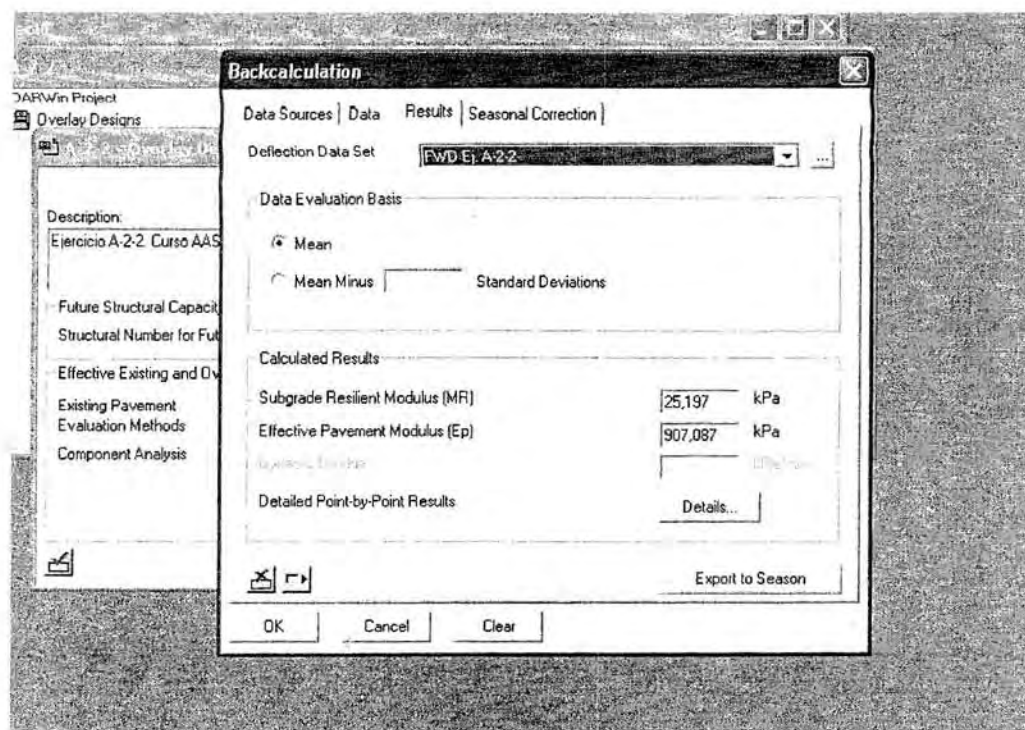 Backcalculation
DARWin Project
Overlay Designs
Data Sources | Data Results | Seasonal Correction
Deflection Data Set FWD Ej. A-2-2
...
Data Evaluation Basis
Description:
Ejercicio A-2-2. Curso AAS
Mean
Mean Minus Standard Deviations
Future Structural Capacit
Structural Number for Fut
Calculated Results
Effective Existing and Ov
Subgrade Resilient Modulus (MR) 25,197 kPa
Existing Pavement
Evaluation Methods
Effective Pavement Modulus (Ep) 907,087 kPa
Component Analysis
Detailed Point-by-Point Results Details...
Export to Season
OK Cancel Clear